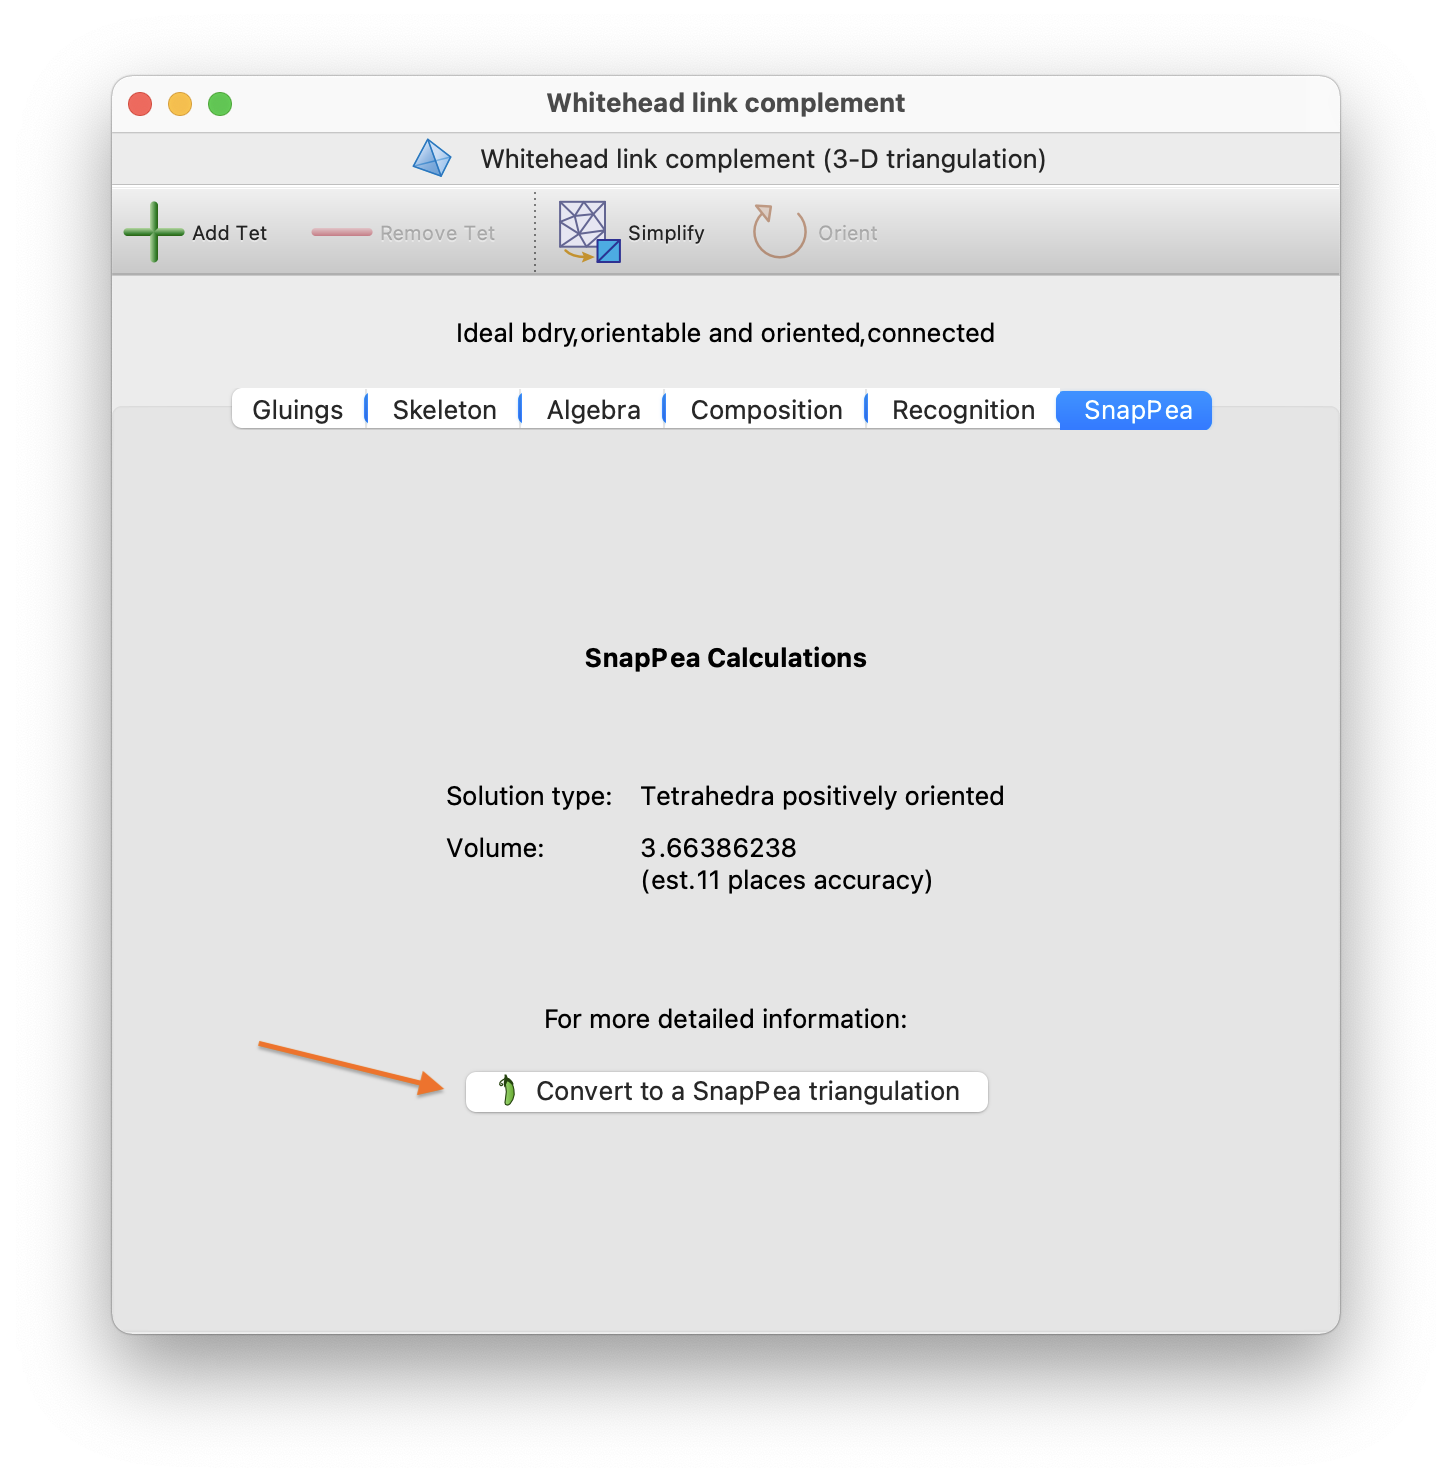 Whitehead link complement
Whitehead link complement (3-D triangulation)
Add Tet Remove Tet Simplify Orient
Ideal bdry,orientable and oriented,connected
Gluings Skeleton Algebra Composition Recognition SnapPea
SnapPea Calculations
Solution type: Tetrahedra positively oriented
Volume: 3.66386238
(est.11 places accuracy)
For more detailed information:
Convert to a SnapPea triangulation